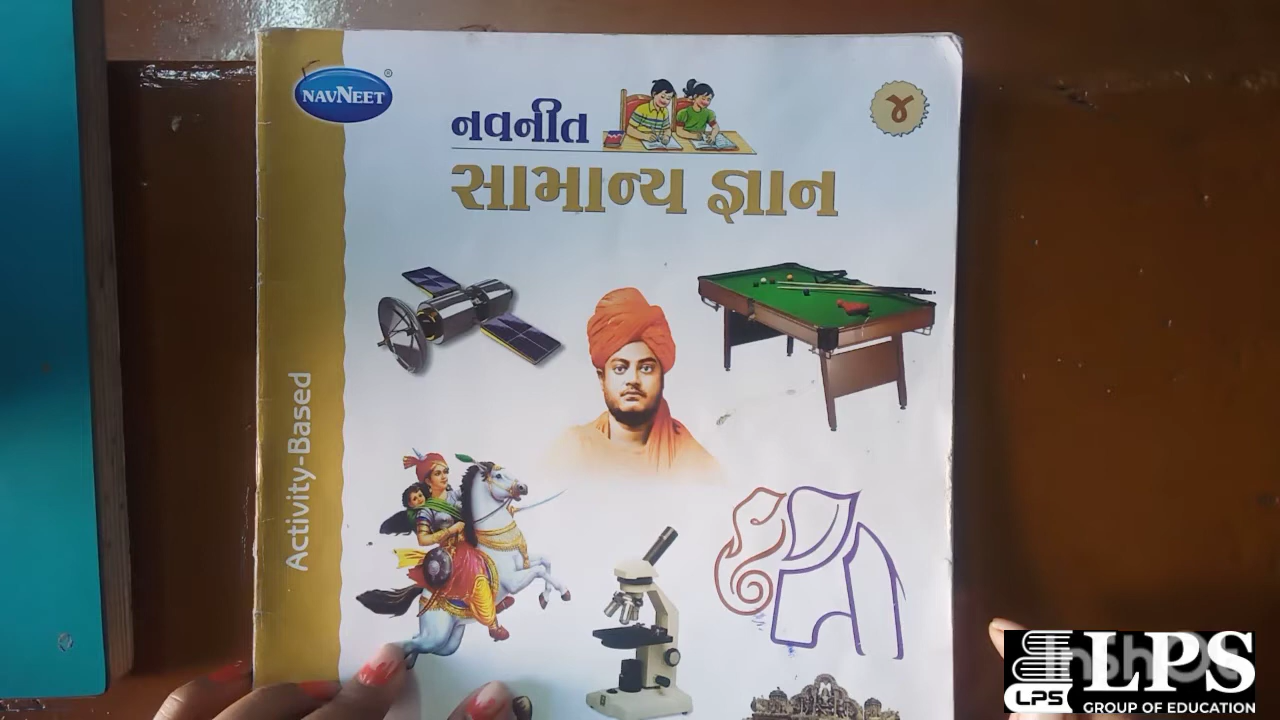 NAVNEET
®
નવનીત
૪
સામાન્ય જ્ઞાન
Activity-Based
LPS
LPS
GROUP OF EDUCATION